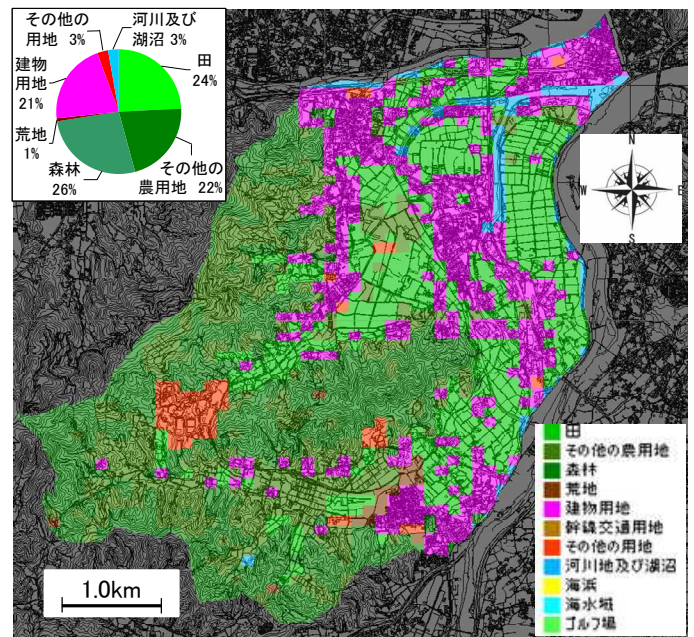 その他の
用地 3%
河川及び
湖沼 3%
建物
用地
21%
田
24%
荒地
1%
森林
26%
その他の
農用地 22%
N
W
E
S
田
その他の農用地
森林
荒地
建物用地
幹線交通用地
その他の用地
河川地及び湖沼
海浜
海水域
ゴルフ場
1.0km